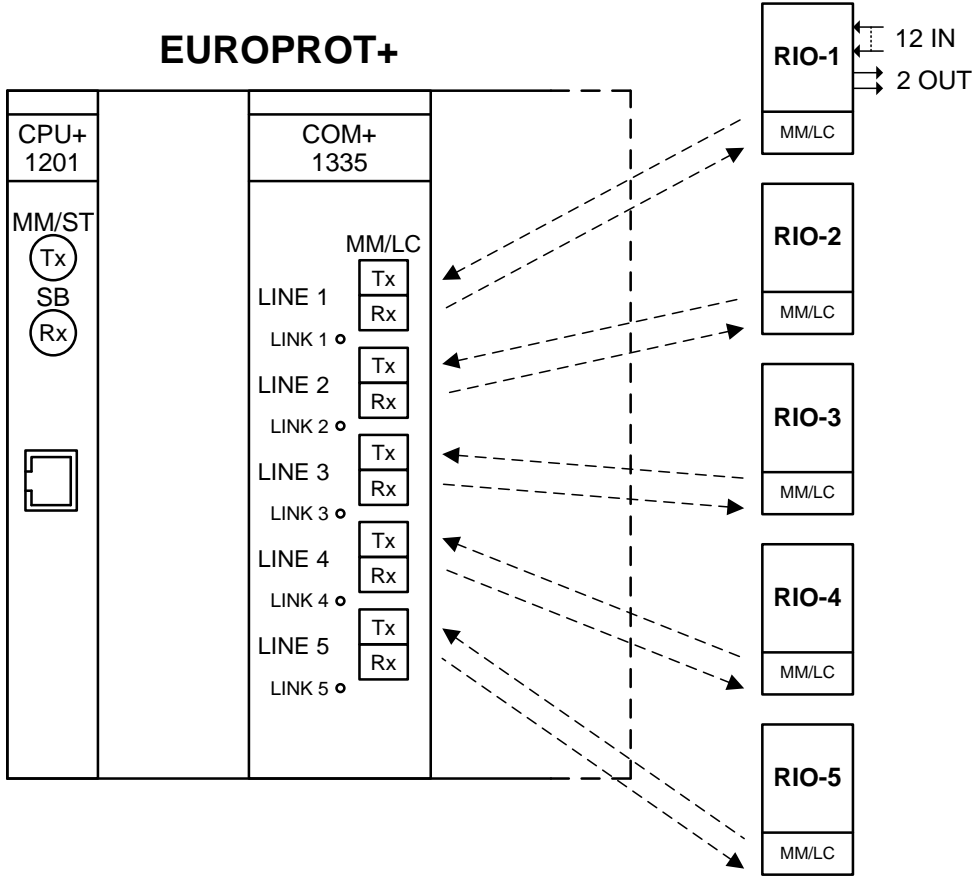 EUROPROT+
CPU+
1201
MM/ST
Tx
SB
Rx
COM+
1335
MM/LC
LINE 1
Tx
Rx
LINK 1
LINE 2
Tx
Rx
LINK 2
LINE 3
Tx
Rx
LINK 3
LINE 4
Tx
Rx
LINK 4
LINE 5
Tx
Rx
LINK 5
RIO-1
12 IN
2 OUT
MM/LC
RIO-2
MM/LC
RIO-3
MM/LC
RIO-4
MM/LC
RIO-5
MM/LC